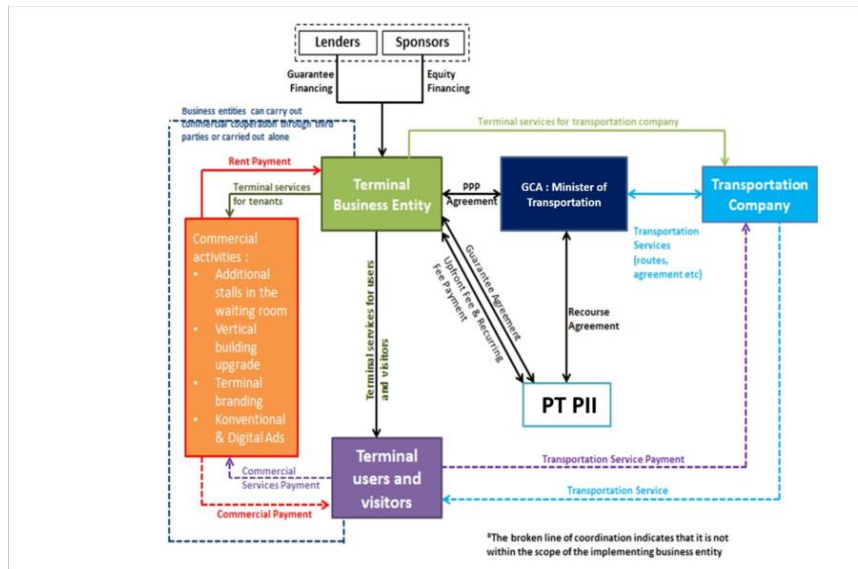 Lenders
Sponsors
Guarantee
Financing
Equity
Financing
Business entities can carry out
commercial cooperation through third
parties or carried out alone
Terminal services for transportation company
Rent Payment
Terminal services
for tenants
Terminal
Business Entity
PPP
Agreement
GCA : Minister of
Transportation
Transportation
Company
Transportation
Services
(routes,
agreement etc)
Commercial
activities :
• Additional
stalls in the
waiting room
• Vertical
building
upgrade
• Terminal
branding
• Konventional
& Digital Ads
Terminal services for users
and visitors
Guarantee Agreement
Upfront Fee & Recurring
Fee Payment
Recourse
Agreement
PT PII
Terminal
users and
visitors
Commercial
Services Payment
Commercial Payment
Transportation Service Payment
Transportation Service
*The broken line of coordination indicates that it is not
within the scope of the implementing business entity